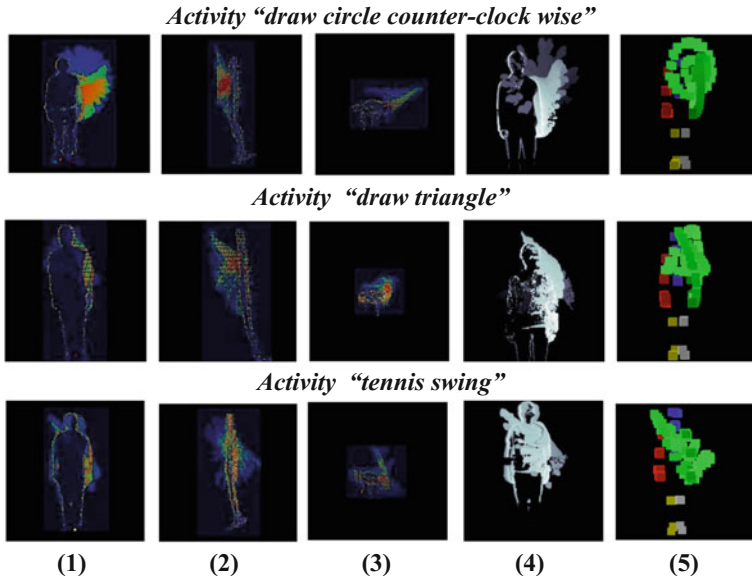 Activity “draw circle counter-clock wise”
Activity “draw triangle”
Activity “tennis swing”
(1) (2) (3) (4) (5)